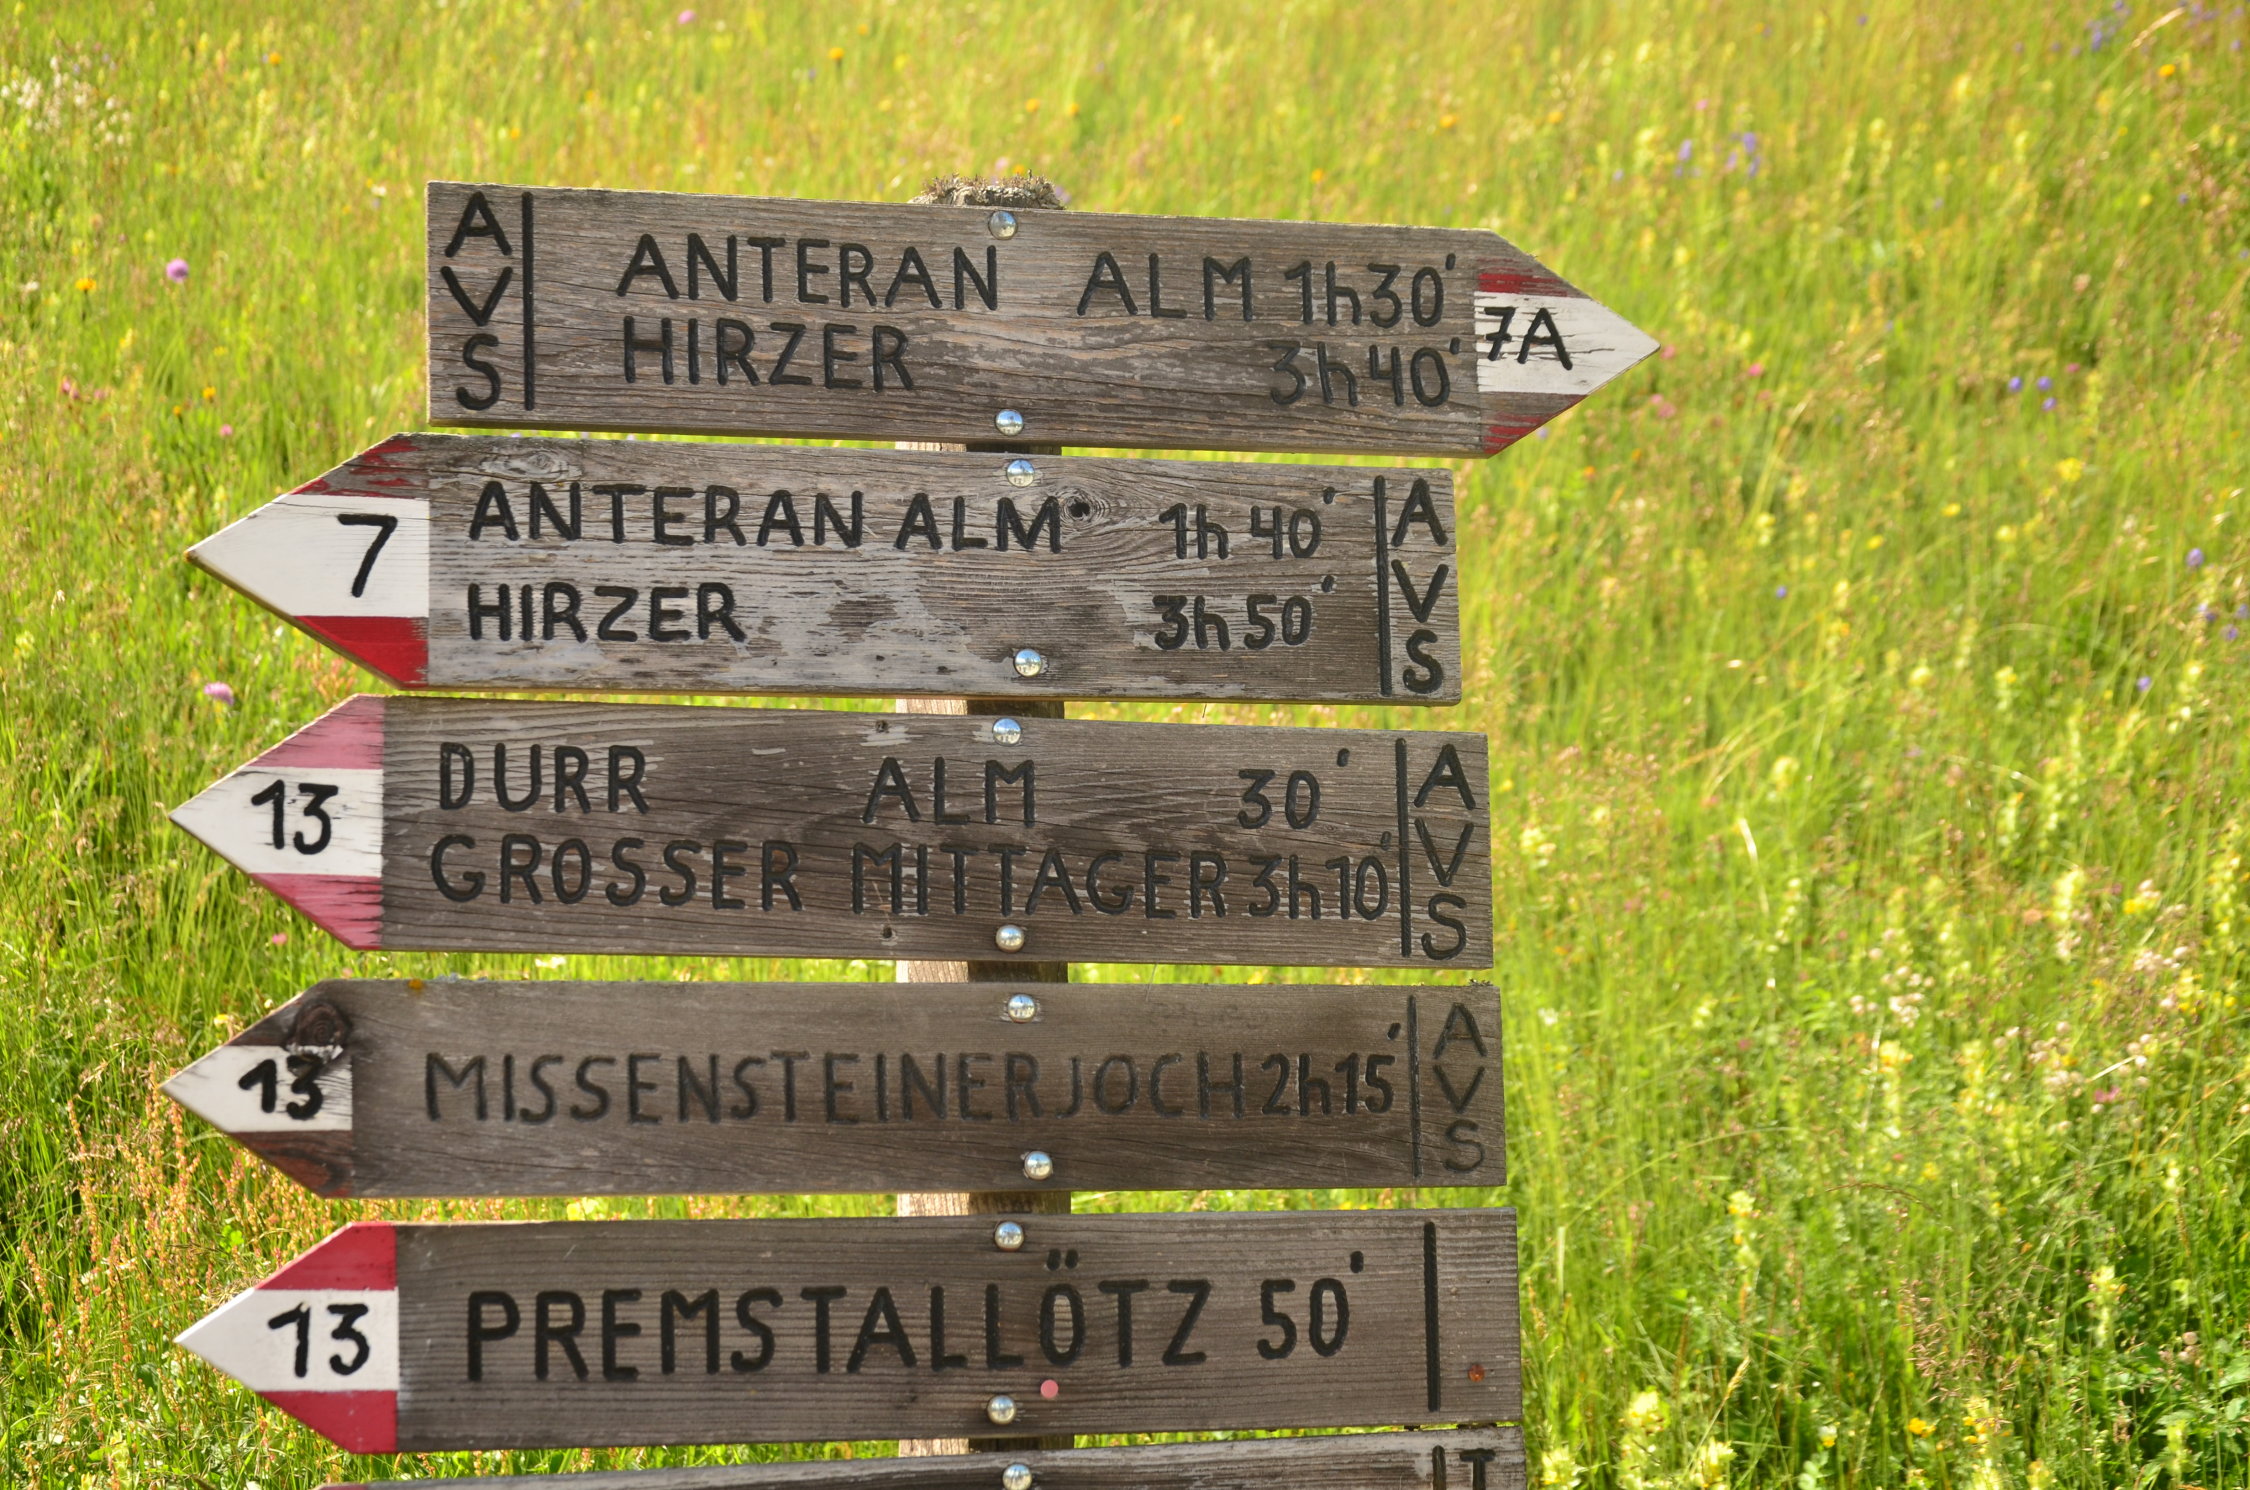 AVS ANTERAN ALM 1h30' 7A
HIRZER 3h40'
7 ANTERAN ALM 1h 40' AVS
HIRZER 3h50'
13 DURR ALM 30' AVS
GROSSER MITTAGER 3h10'
13 MISSENSTEINERJOCH 2h15' AVS
13 PREMSTALLÖTZ 50'
T